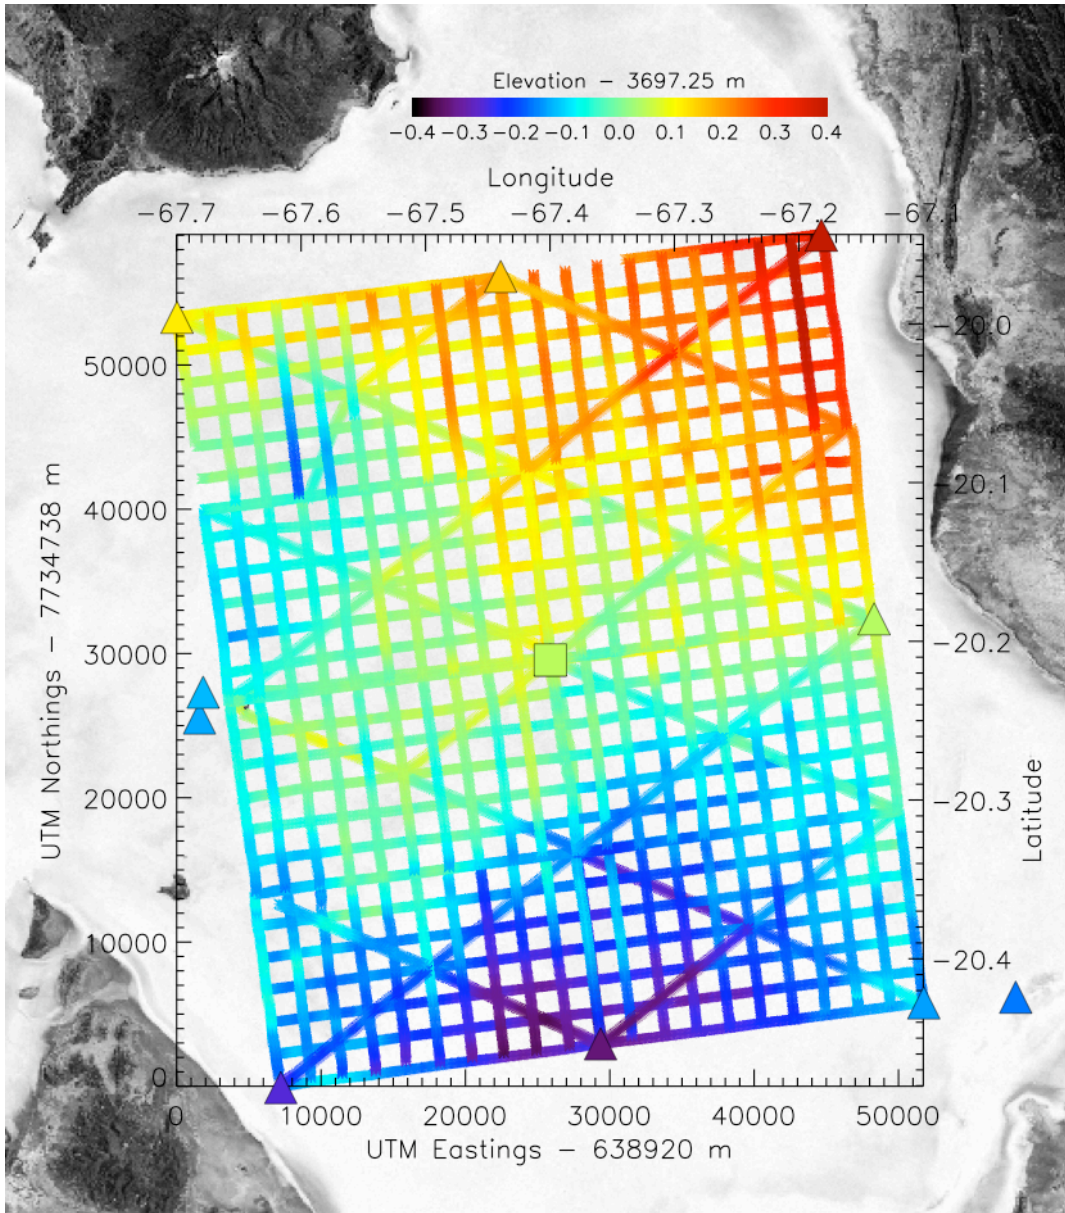 Elevation – 3697.25 m
−0.4 −0.3 −0.2 −0.1 0.0 0.1 0.2 0.3 0.4
Longitude
−67.7 −67.6 −67.5 −67.4 −67.3 −67.2 −67.1
−20.0
50000
−20.1
40000
−20.2
30000
UTM Northings – 7734738 m
20000
−20.3
Latitude
10000
−20.4
0
0 10000 20000 30000 40000 50000
UTM Eastings – 638920 m